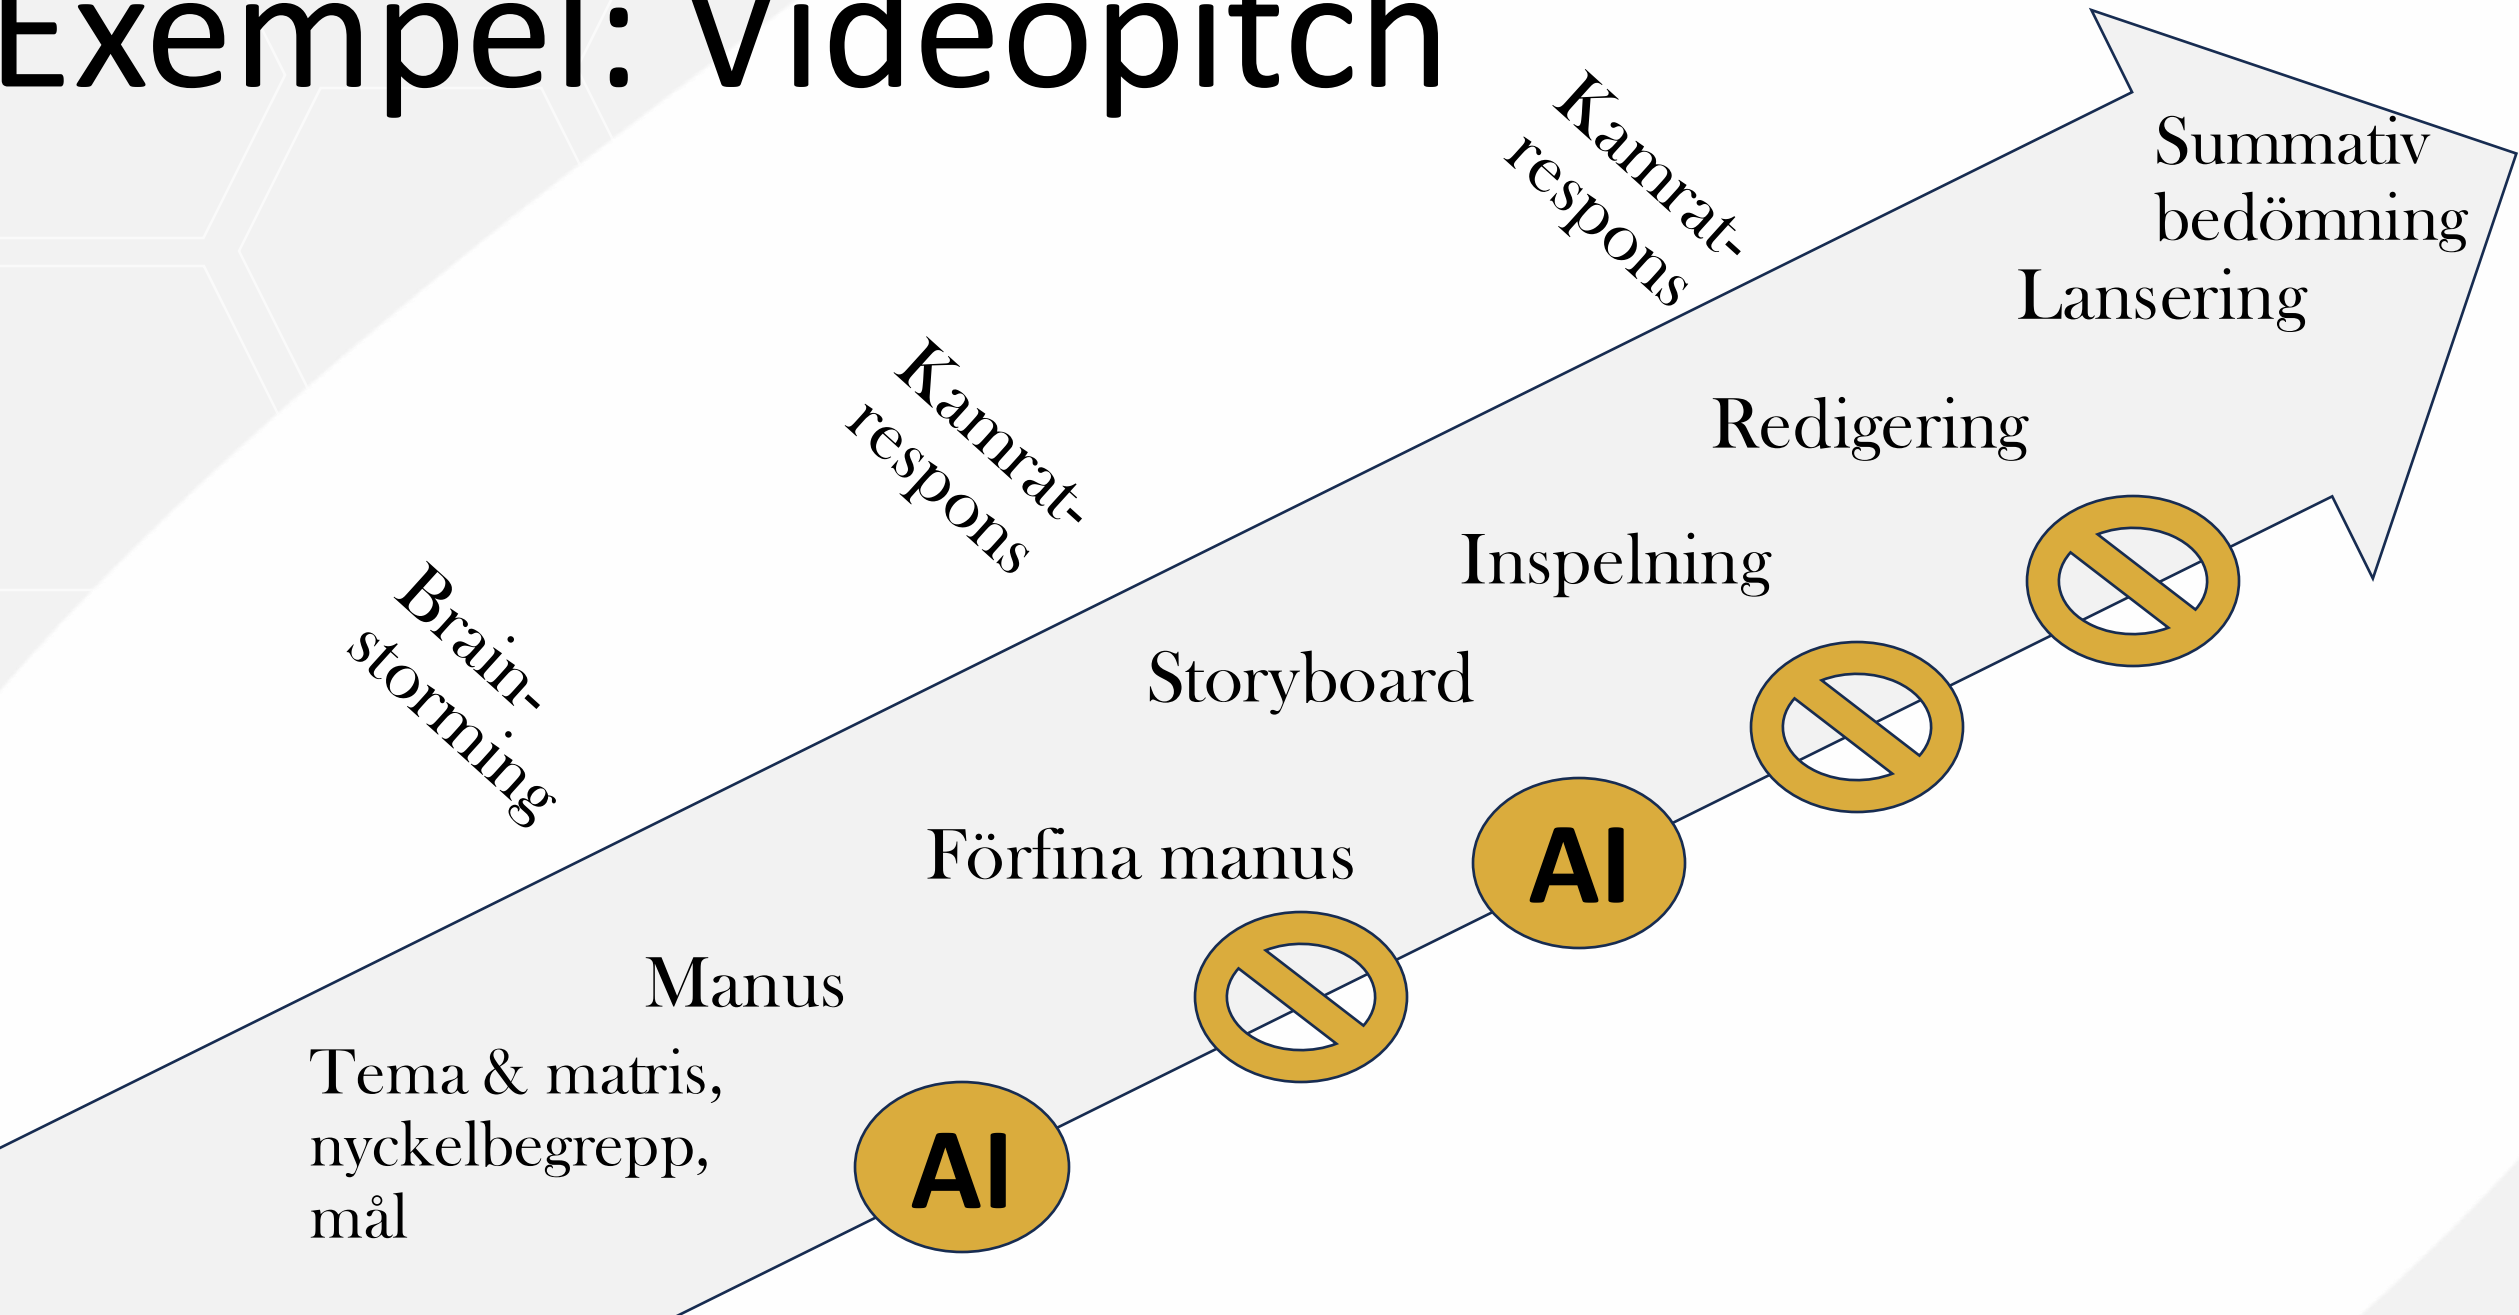 Exempel: Videopitch
Brain-
storming
Kamrat-
respons
Kamrat-
respons
Tema & matris,
nyckelbegrepp,
mål
Manus
Förfina manus
Storyboard
Inspelning
Redigering
Lansering
Summativ
bedömning
AI
AI